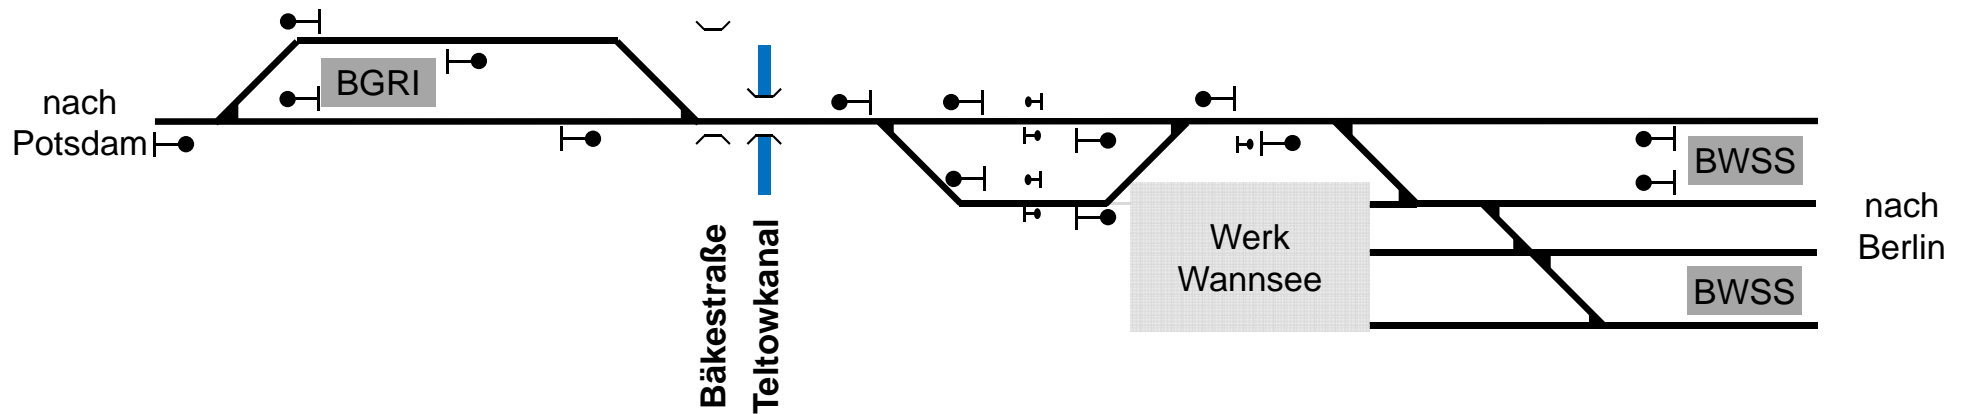 nach
Potsdam
BGRI
Bäkestraße
Teltowkanal
Werk
Wannsee
BWSS
BWSS
nach
Berlin